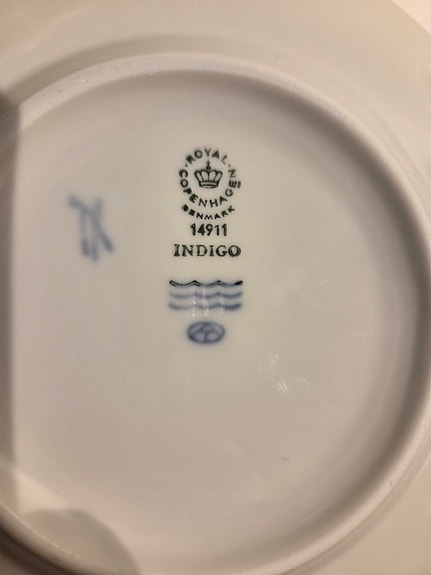 ROYAL COPENHAGEN
DENMARK
14911
INDIGO